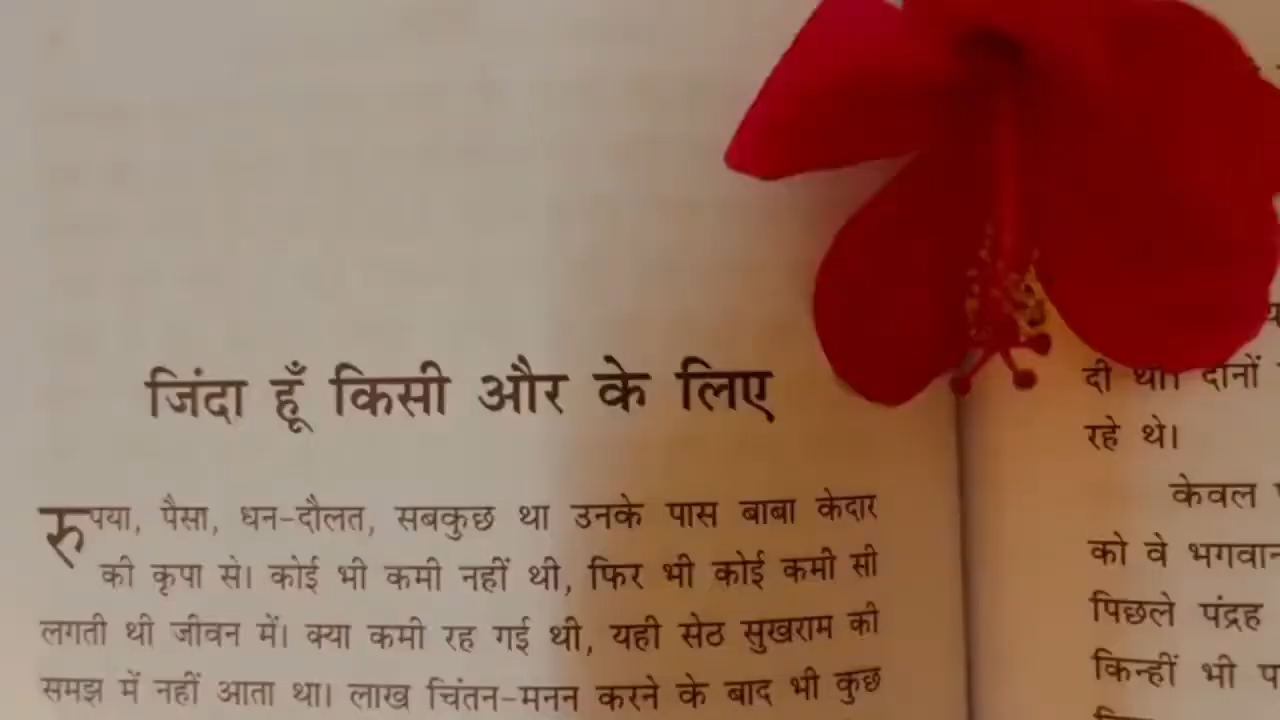 जिंदा हूँ किसी और के लिए
रुपया, पैसा, धन-दौलत, सबकुछ था उनके पास बाबा केदार
की कृपा से। कोई भी कमी नहीं थी, फिर भी कोई कमी सी
लगती थी जीवन में। क्या कमी रह गई थी, यही सेठ सुखराम की
समझ में नहीं आता था। लाख चिंतन-मनन करने के बाद भी कुछ
दी थी। दोनों
रहे थे।
केवल
को वे भगवान
पिछले पंद्रह
किन्हीं भी